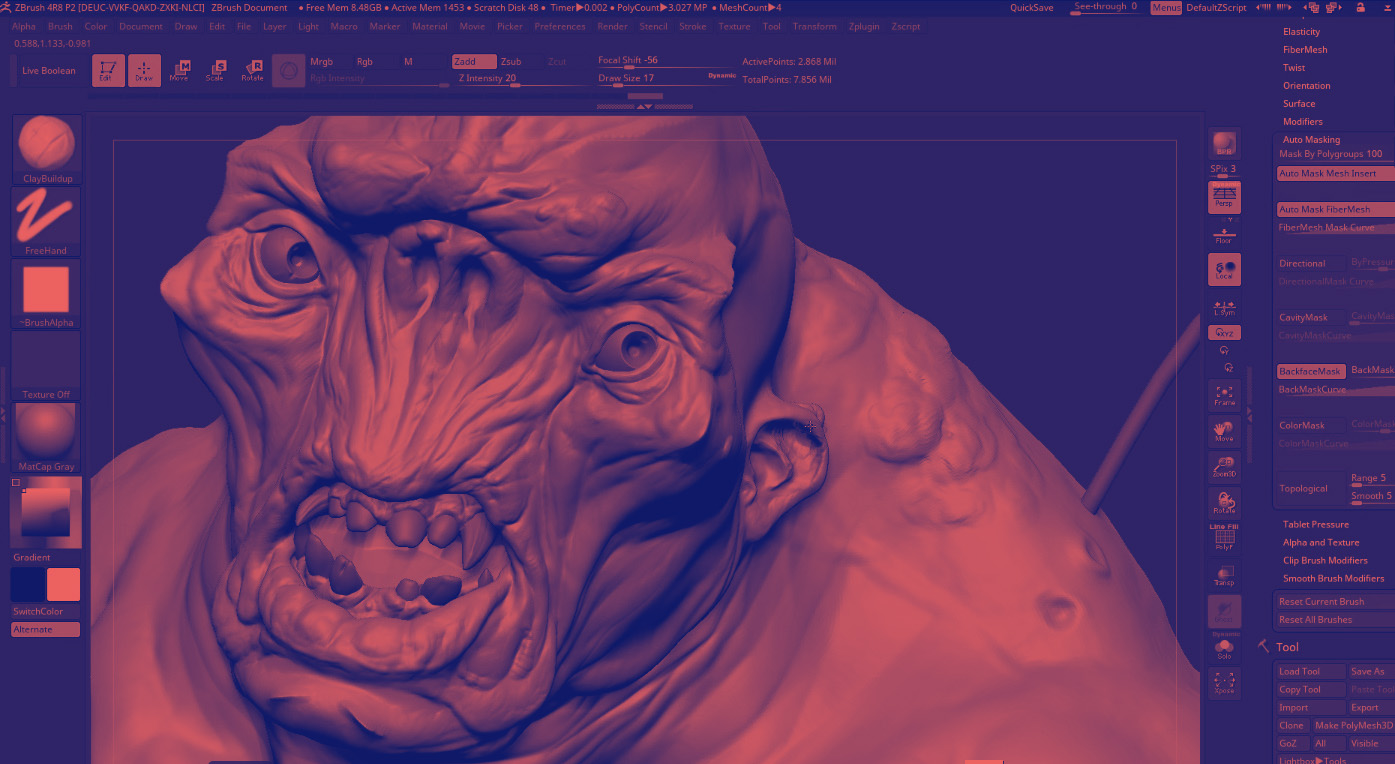 ZBrush 4R8 P2 [DEUC-VVKF-QAKD-ZXKI-NLCI] ZBrush Document • Free Mem 8.48GB • Active Mem 1453 • Scratch Disk 48 • Timer▶0.002 • PolyCount▶3.027 MP • MeshCount▶4 QuickSave See-through 0 Menus DefaultZScript
Alpha Brush Color Document Draw Edit File Layer Light Macro Marker Material Movie Picker Preferences Render Stencil Stroke Texture Tool Transform Zplugin Zscript
0.588,1.133,-0.981
Live Boolean
Edit Draw Move Scale Rotate
Mrgb Rgb M
Rgb Intensity
Zadd Zsub Zcut
Z Intensity 20
Focal Shift -56
Draw Size 17 Dynamic
ActivePoints: 2.868 Mil
TotalPoints: 7.856 Mil
ClayBuildup
FreeHand
~BrushAlpha
Texture Off
MatCap Gray
Gradient
SwitchColor
Alternate
BPR
SPix 3
Persp
Floor
Local
L.Sym
XYZ
Frame
Move
Zoom3D
Rotate
Line Fill
PolyF
Transp
Dynamic
Solo
Xpose
Elasticity
FiberMesh
Twist
Orientation
Surface
Modifiers
Auto Masking
Mask By Polygroups 100
Auto Mask Mesh Insert
Auto Mask FiberMesh
FiberMesh Mask Curve
Directional ByPressur
DirectionalMask Curve
CavityMask CavityMas
CavityMaskCurve
BackfaceMask BackMask
BackMaskCurve
ColorMask ColorMask
ColorMaskCurve
Topological
Range 5
Smooth 5
Tablet Pressure
Alpha and Texture
Clip Brush Modifiers
Smooth Brush Modifiers
Reset Current Brush
Reset All Brushes
Tool
Load Tool Save As
Copy Tool Paste Too
Import Export
Clone Make PolyMesh3D
GoZ All Visible
Lightbox▶Tools